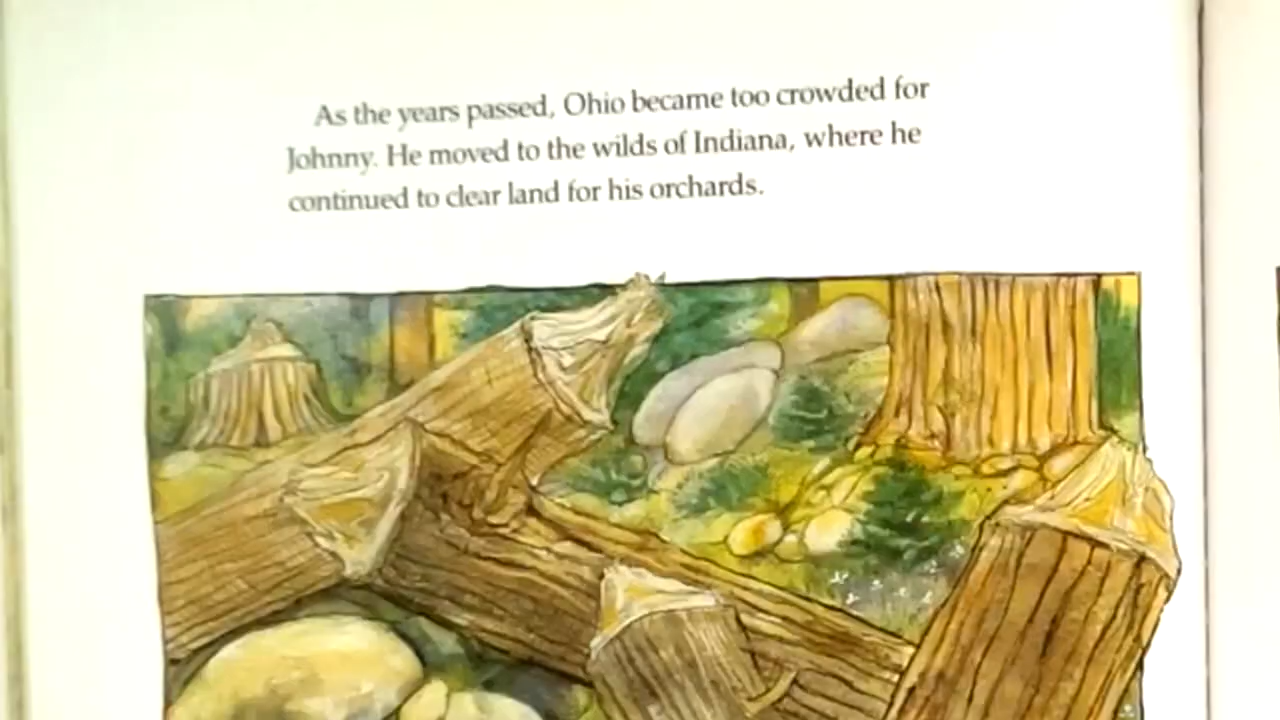 As the years passed, Ohio became too crowded for
Johnny. He moved to the wilds of Indiana, where he
continued to clear land for his orchards.